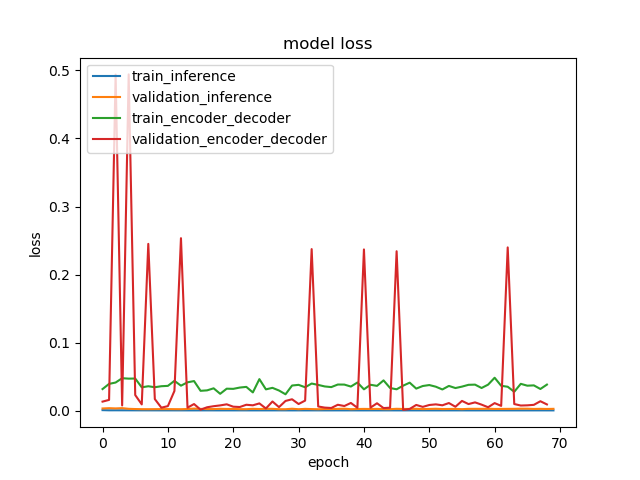 model loss
train_inference
validation_inference
train_encoder_decoder
validation_encoder_decoder
0.5
0.4
0.3
0.2
0.1
0.0
loss
0 10 20 30 40 50 60 70
epoch